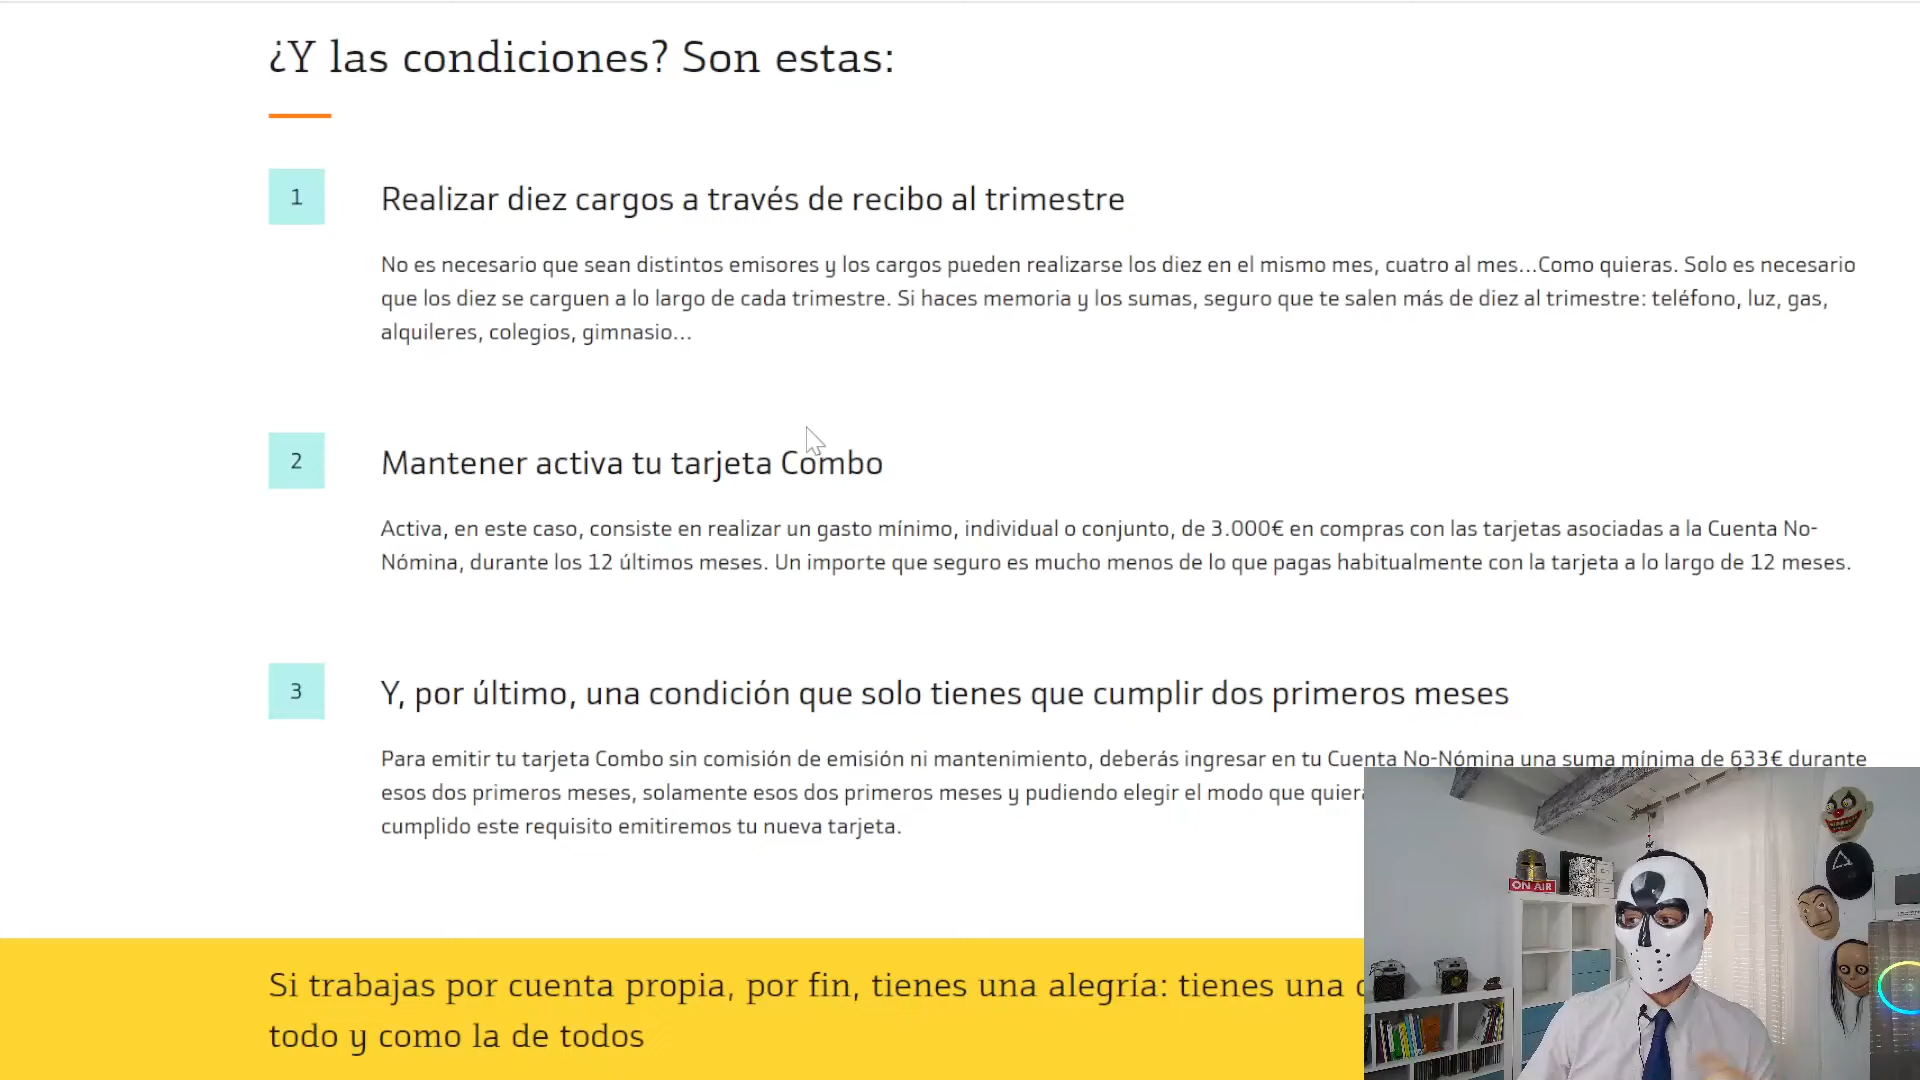 ¿Y las condiciones? Son estas:
1
Realizar diez cargos a través de recibo al trimestre
No es necesario que sean distintos emisores y los cargos pueden realizarse los diez en el mismo mes, cuatro al mes...Como quieras. Solo es necesario
que los diez se carguen a lo largo de cada trimestre. Si haces memoria y los sumas, seguro que te salen más de diez al trimestre: teléfono, luz, gas,
alquileres, colegios, gimnasio...
2
Mantener activa tu tarjeta Combo
Activa, en este caso, consiste en realizar un gasto mínimo, individual o conjunto, de 3.000€ en compras con las tarjetas asociadas a la Cuenta No-
Nómina, durante los 12 últimos meses. Un importe que seguro es mucho menos de lo que pagas habitualmente con la tarjeta a lo largo de 12 meses.
3
Y, por último, una condición que solo tienes que cumplir dos primeros meses
Para emitir tu tarjeta Combo sin comisión de emisión ni mantenimiento, deberás ingresar en tu Cuenta No-Nómina una suma mínima de 633€ durante
esos dos primeros meses, solamente esos dos primeros meses y pudiendo elegir el modo que
cumplido este requisito emitiremos tu nueva tarjeta.
Si trabajas por cuenta propia, por fin, tienes una alegría: tienes una
todo y como la de todos
ON AIR